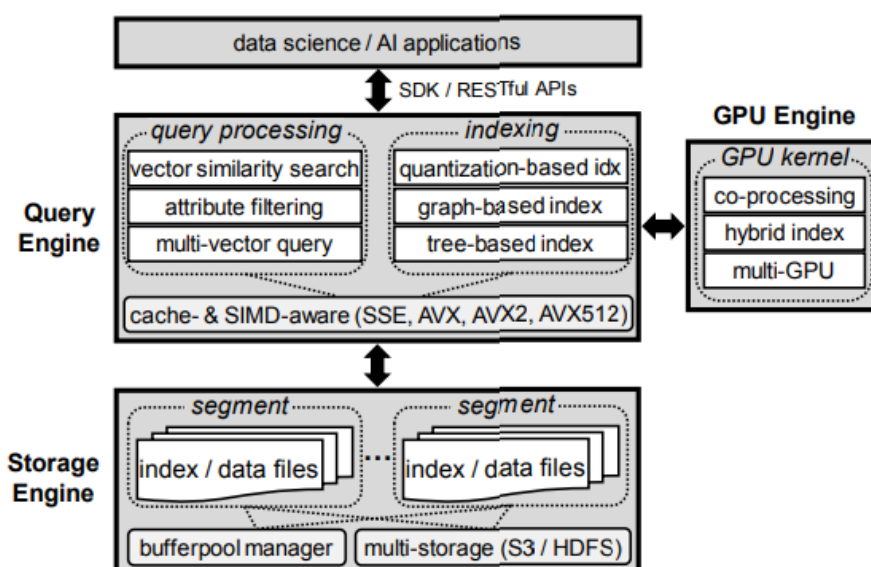 data science / AI applications
SDK / RESTful APIs
GPU Engine
Query
Engine
query processing
vector similarity search
attribute filtering
multi-vector query
indexing
quantization-based idx
graph-based index
tree-based index
cache- & SIMD-aware (SSE, AVX, AVX2, AVX512)
GPU kernel
co-processing
hybrid index
multi-GPU
Storage
Engine
segment
index / data files
...
segment
index / data files
bufferpool manager
multi-storage (S3 / HDFS)